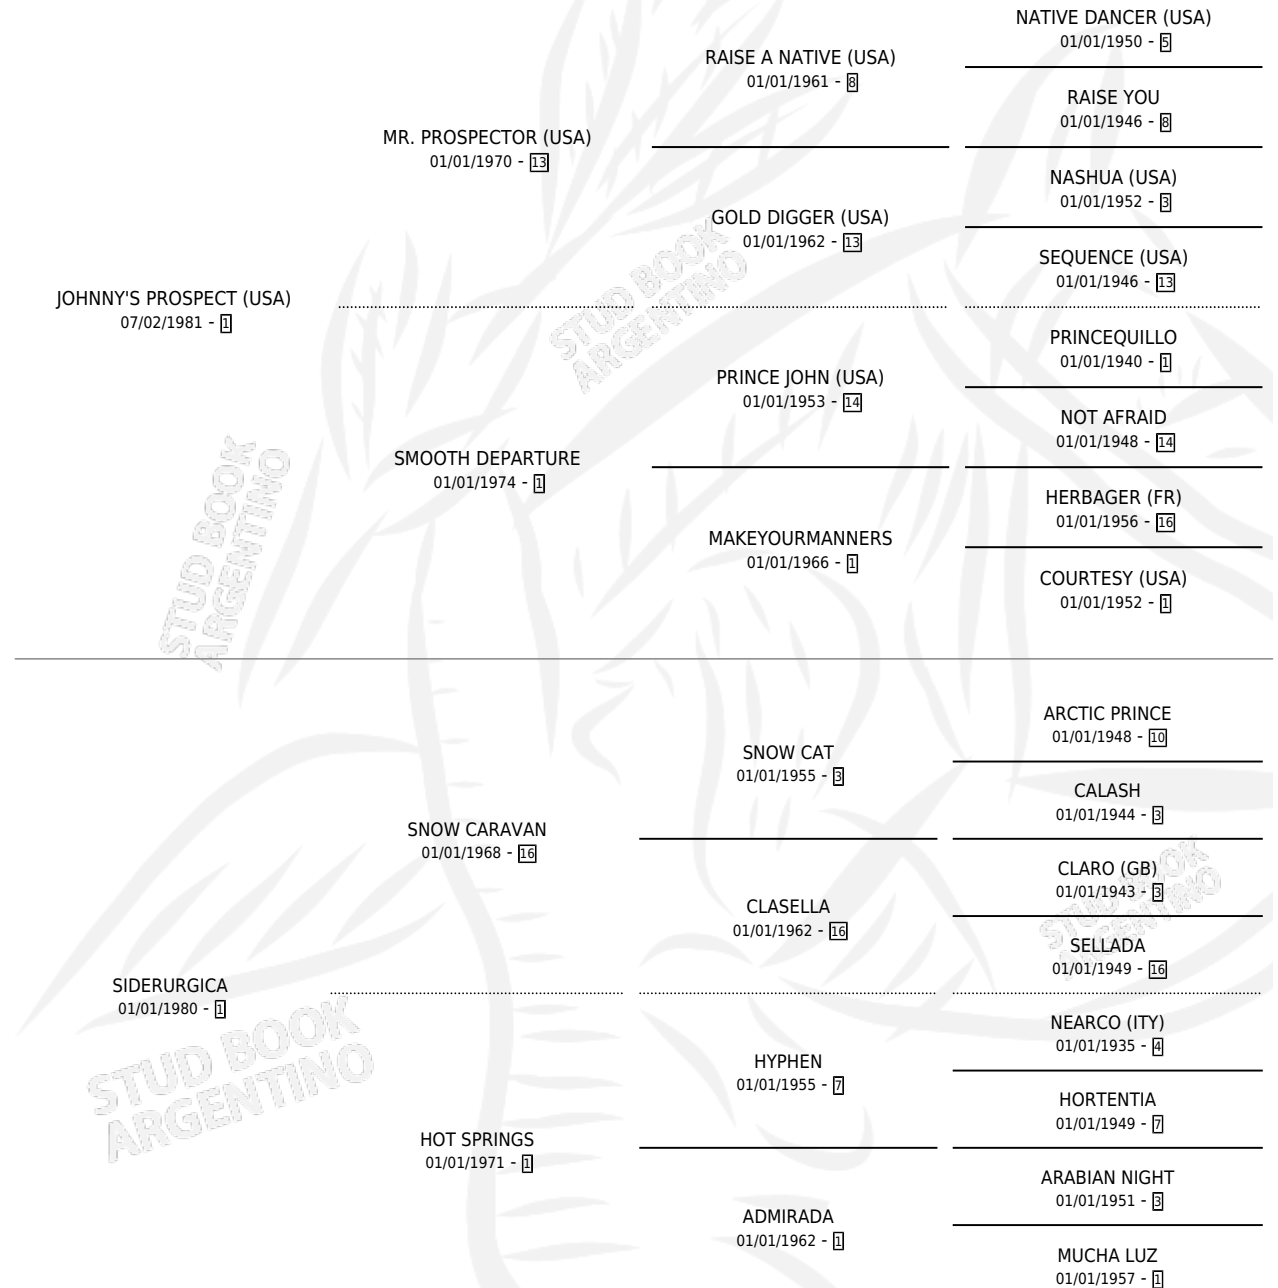 NATIVE DANCER (USA)
01/01/1950 - 5
RAISE A NATIVE (USA)
01/01/1961 - 8
RAISE YOU
01/01/1946 - 8
MR. PROSPECTOR (USA)
01/01/1970 - 13
NASHUA (USA)
01/01/1952 - 3
GOLD DIGGER (USA)
01/01/1962 - 13
SEQUENCE (USA)
01/01/1946 - 13
JOHNNY'S PROSPECT (USA)
07/02/1981 - 1
STUD BOOK
ARGENTINO
PRINCEQUILLO
01/01/1940 - 1
PRINCE JOHN (USA)
01/01/1953 - 14
NOT AFRAID
01/01/1948 - 14
SMOOTH DEPARTURE
01/01/1974 - 1
HERBAGER (FR)
01/01/1956 - 16
MAKEYOURMANNERS
01/01/1966 - 1
COURTESY (USA)
01/01/1952 - 1
STUD BOOK
ARGENTINO
ARCTIC PRINCE
01/01/1948 - 10
SNOW CAT
01/01/1955 - 3
CALASH
01/01/1944 - 3
SNOW CARAVAN
01/01/1968 - 16
CLARO (GB)
01/01/1943 - 3
CLASELLA
01/01/1962 - 16
STUD BOOK
ARGENTINO
SELLADA
01/01/1949 - 16
SIDERURGICA
01/01/1980 - 1
NEARCO (ITY)
01/01/1935 - 4
HYPHEN
01/01/1955 - 7
HORTENTIA
01/01/1949 - 7
STUD BOOK
ARGENTINO
HOT SPRINGS
01/01/1971 - 1
ARABIAN NIGHT
01/01/1951 - 3
ADMIRADA
01/01/1962 - 1
MUCHA LUZ
01/01/1957 - 1